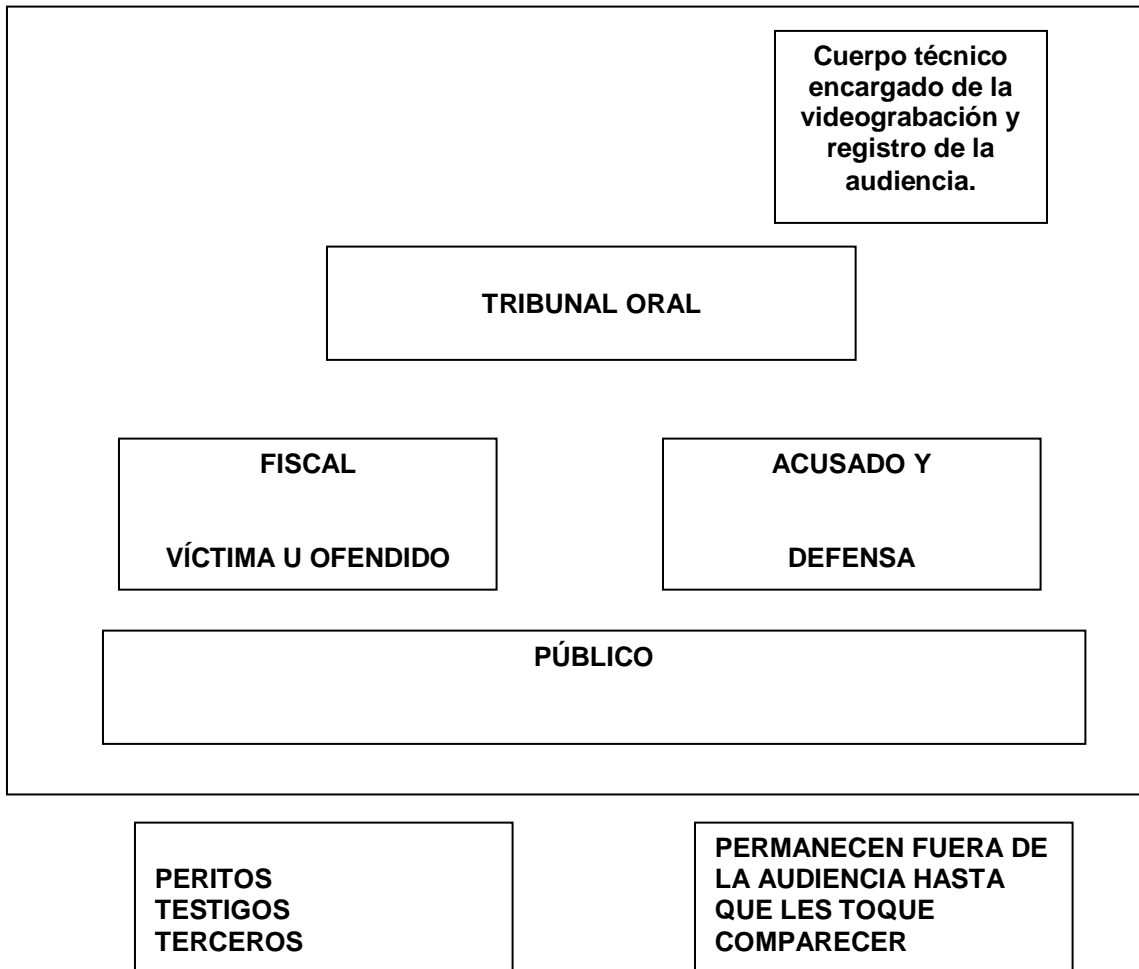 Cuerpo técnico
encargado de la
videograbación y
registro de la
audiencia.
TRIBUNAL ORAL
FISCAL
VÍCTIMA U OFENDIDO
ACUSADO Y
DEFENSA
PÚBLICO
PERITOS
TESTIGOS
TERCEROS
PERMANECEN FUERA DE
LA AUDIENCIA HASTA
QUE LES TOQUE
COMPARECER